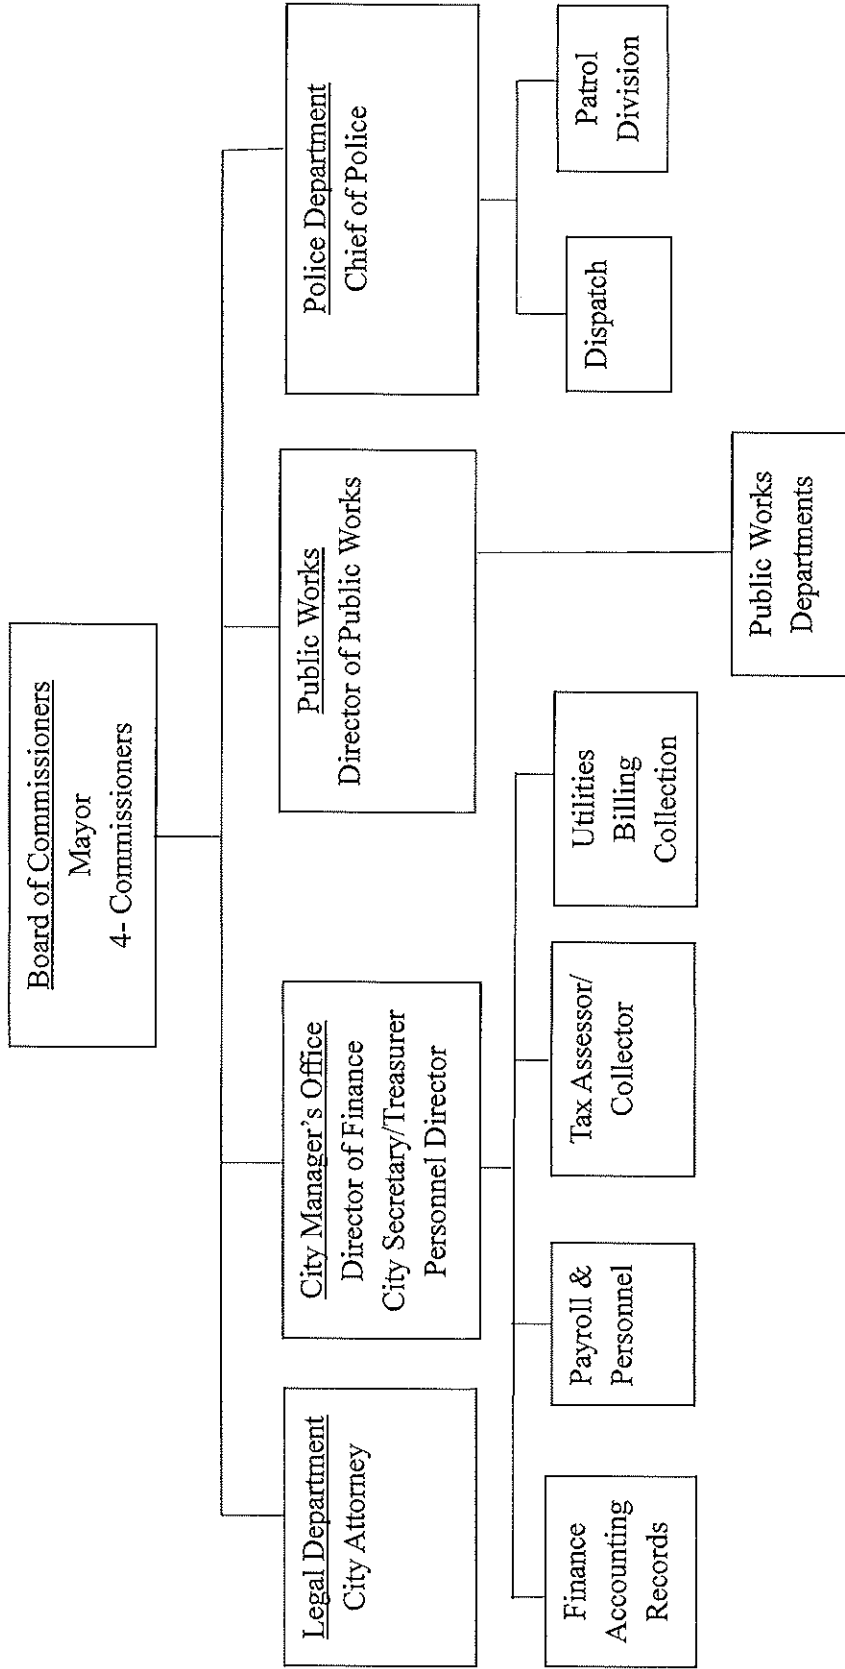 Board of Commissioners
Mayor
4- Commissioners
Legal Department
City Attorney
City Manager's Office
Director of Finance
City Secretary/Treasurer
Personnel Director
Public Works
Director of Public Works
Police Department
Chief of Police
Finance
Accounting
Records
Payroll &
Personnel
Tax Assessor/
Collector
Utilities
Billing
Collection
Public Works
Departments
Dispatch
Patrol
Division